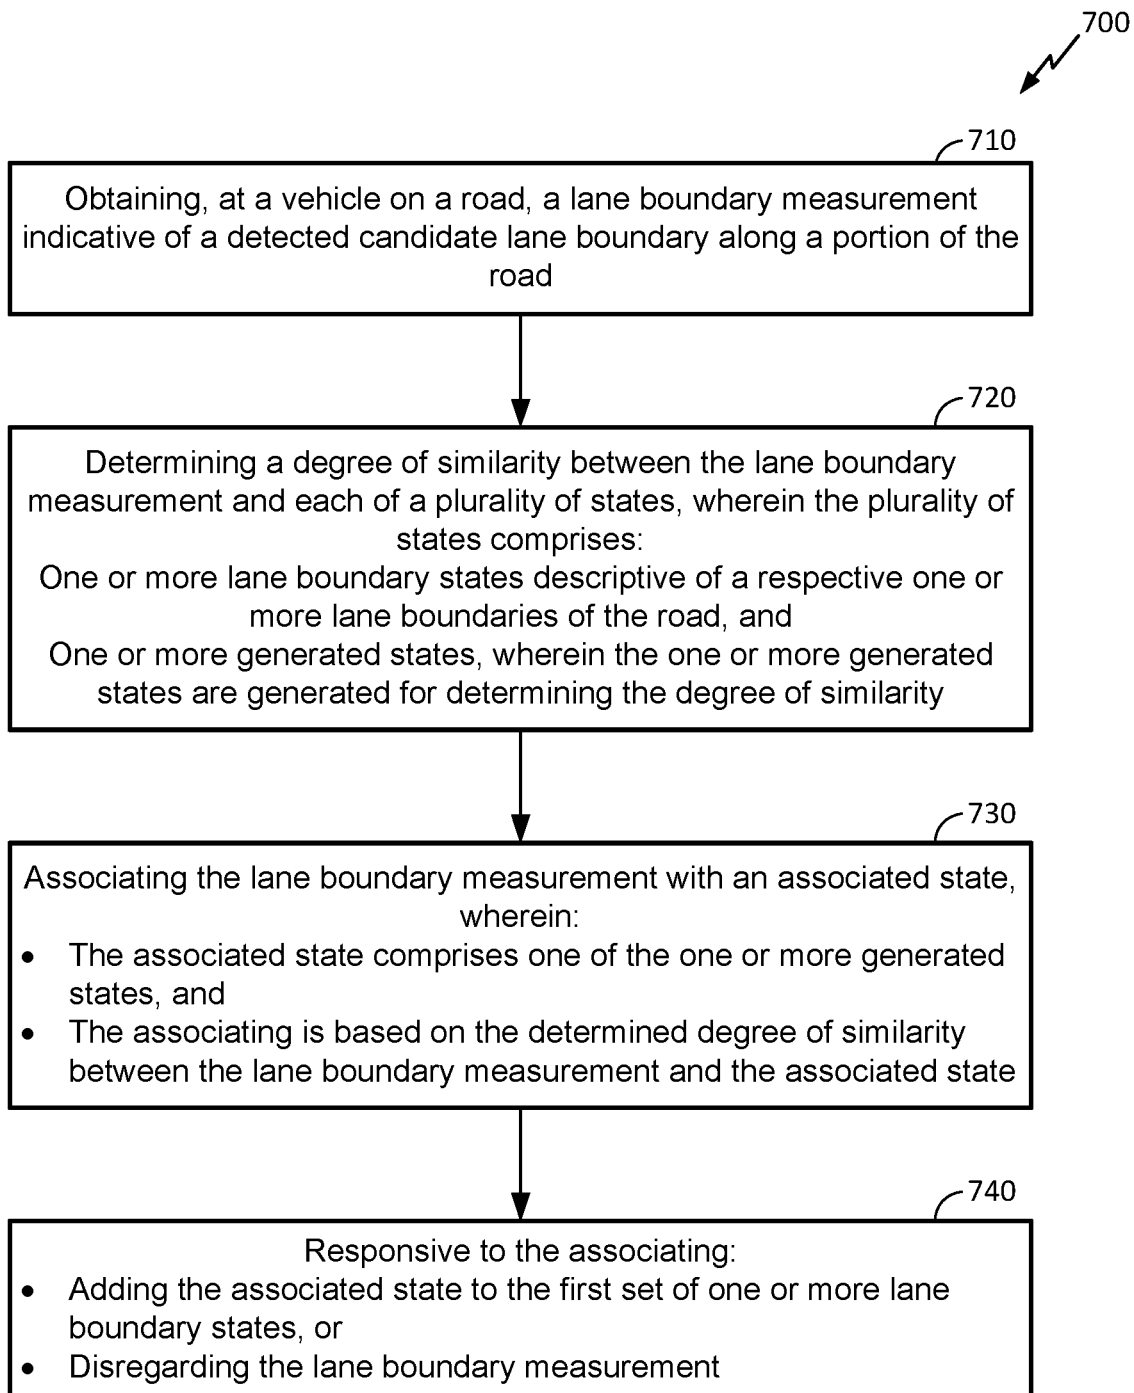 700
710
Obtaining, at a vehicle on a road, a lane boundary measurement
indicative of a detected candidate lane boundary along a portion of the
road
720
Determining a degree of similarity between the lane boundary
measurement and each of a plurality of states, wherein the plurality of
states comprises:
One or more lane boundary states descriptive of a respective one or
more lane boundaries of the road, and
One or more generated states, wherein the one or more generated
states are generated for determining the degree of similarity
730
Associating the lane boundary measurement with an associated state,
wherein:
• The associated state comprises one of the one or more generated
states, and
• The associating is based on the determined degree of similarity
between the lane boundary measurement and the associated state
740
Responsive to the associating:
• Adding the associated state to the first set of one or more lane
boundary states, or
• Disregarding the lane boundary measurement